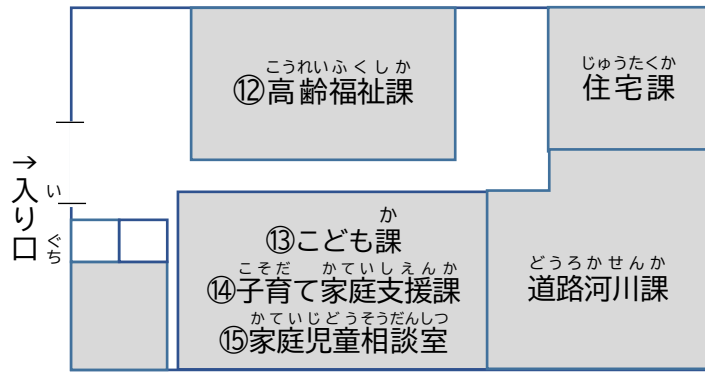 こうれいふくしか
⑫高齢福祉課
じゅうたくか
住宅課
→入り口
いぐち
か
⑬こども課
こそだ かていしえんか
⑭子育て家庭支援課
かていじどうそうだんしつ
⑮家庭児童相談室
どうろかせんか
道路河川課